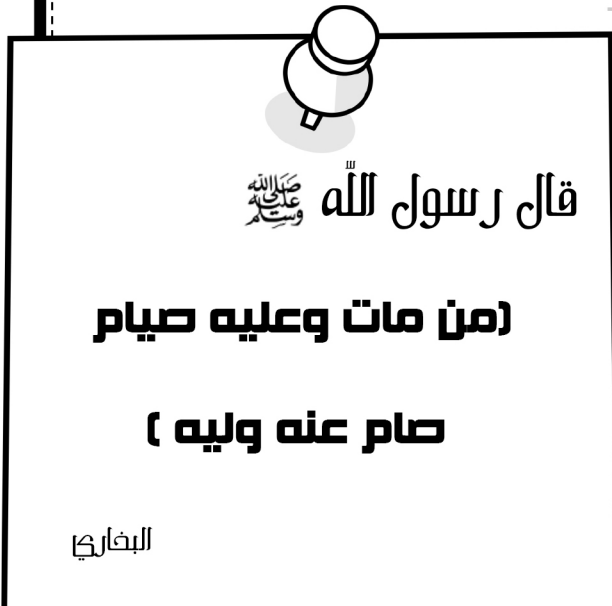 قال رسول الله ﷺ
(من مات وعليه صيام
صام عنه وليه )
البخاري